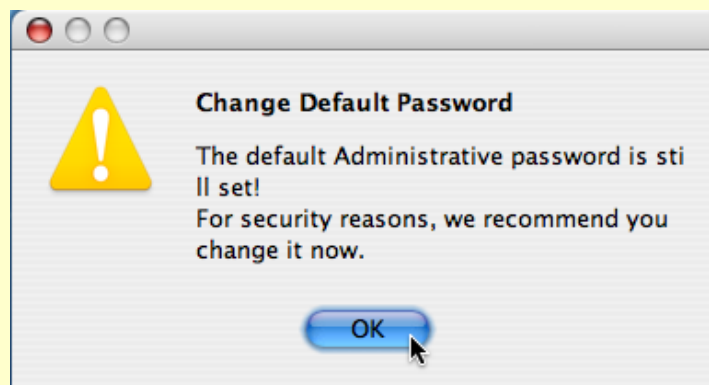 Change Default Password
The default Administrative password is sti
ll set!
For security reasons, we recommend you
change it now.
OK